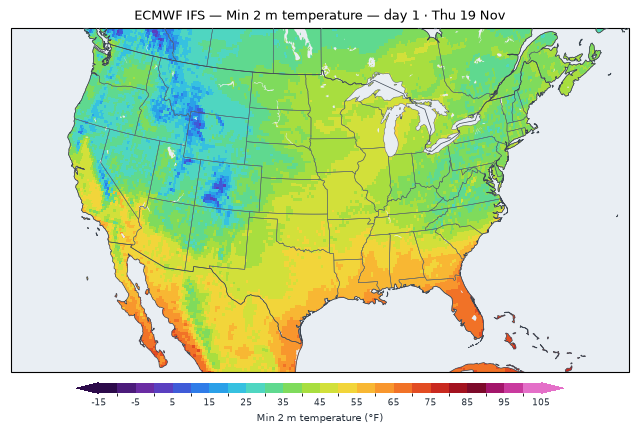 ECMWF IFS — Min 2 m temperature — day 1 · Thu 19 Nov
-15 -5 5 15 25 35 45 55 65 75 85 95 105
Min 2 m temperature (°F)